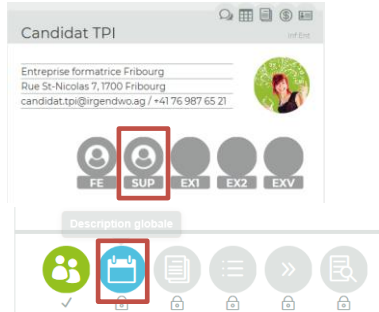 Candidat TPI
Inf Ent
Entreprise formatrice Fribourg
Rue St-Nicolas 7, 1700 Fribourg
candidat.tpi@irgendwo.ag / +41 76 987 65 21
FE SUP EX1 EX2 EXV
Description globale